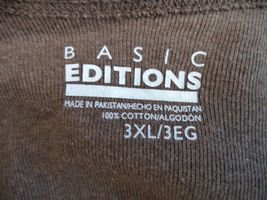 BASIC
EDITIONS
MADE IN PAKISTAN/HECHO EN PAQUISTAN
100% COTTON/ALGODÓN
3XL/3EG